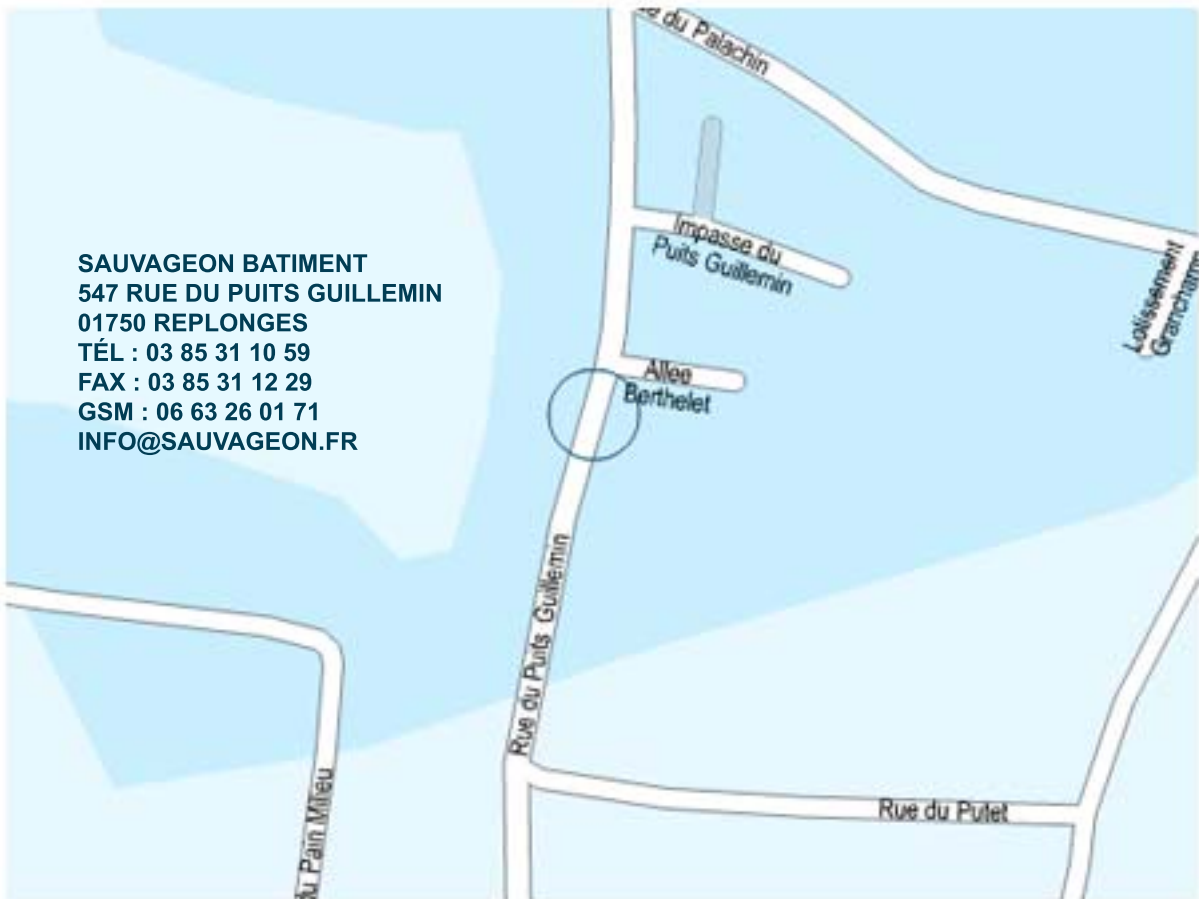 du Palachin
Impasse du
Puits Guillemin
Lotissement
SAUVAGEON BATIMENT
547 RUE DU PUITS GUILLEMIN
01750 REPLONGES
TÉL : 03 85 31 10 59
FAX : 03 85 31 12 29
GSM : 06 63 26 01 71
INFO@SAUVAGEON.FR
Allee
Berthelet
Rue du Puits Guillemin
Rue du Putet
du Pain Milieu